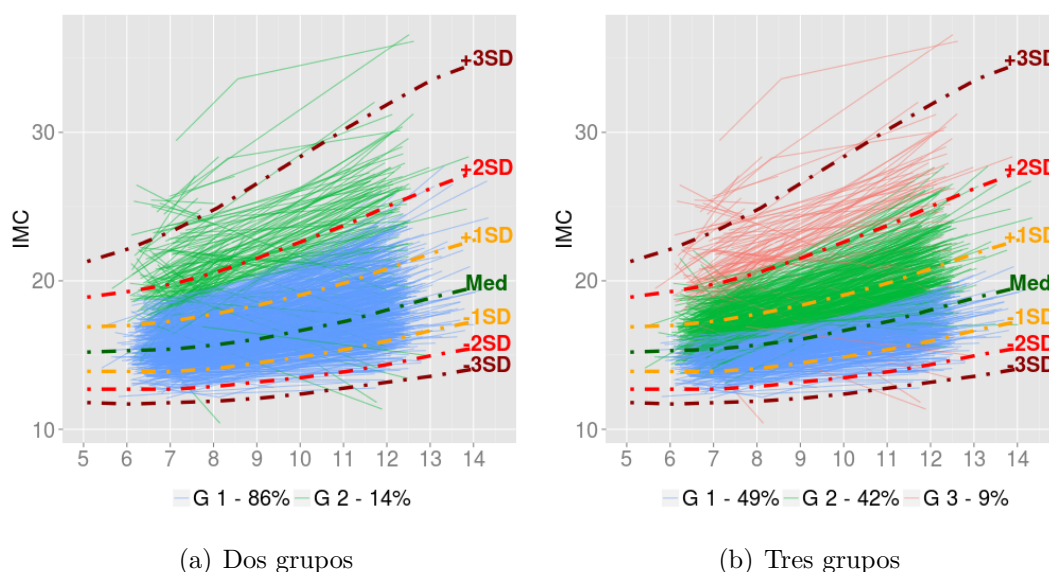 +3SD
30
+2SD
IMC
+1SD
20
Med
-1SD
-2SD
-3SD
10
5 6 7 8 9 10 11 12 13 14
G 1 - 86% G 2 - 14%
(a) Dos grupos
+3SD
30
+2SD
IMC
+1SD
20
Med
-1SD
-2SD
-3SD
10
5 6 7 8 9 10 11 12 13 14
G 1 - 49% G 2 - 42% G 3 - 9%
(b) Tres grupos